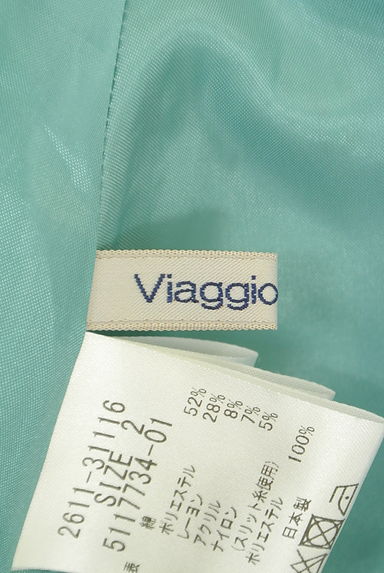 Viaggio
2611-31116
SIZE 2
5117734-01
表 綿 52%
ポリエステル 28%
レーヨン 8%
アクリル 7%
ナイロン 5%
(スリット糸使用)
ポリエステル 100%
日本製